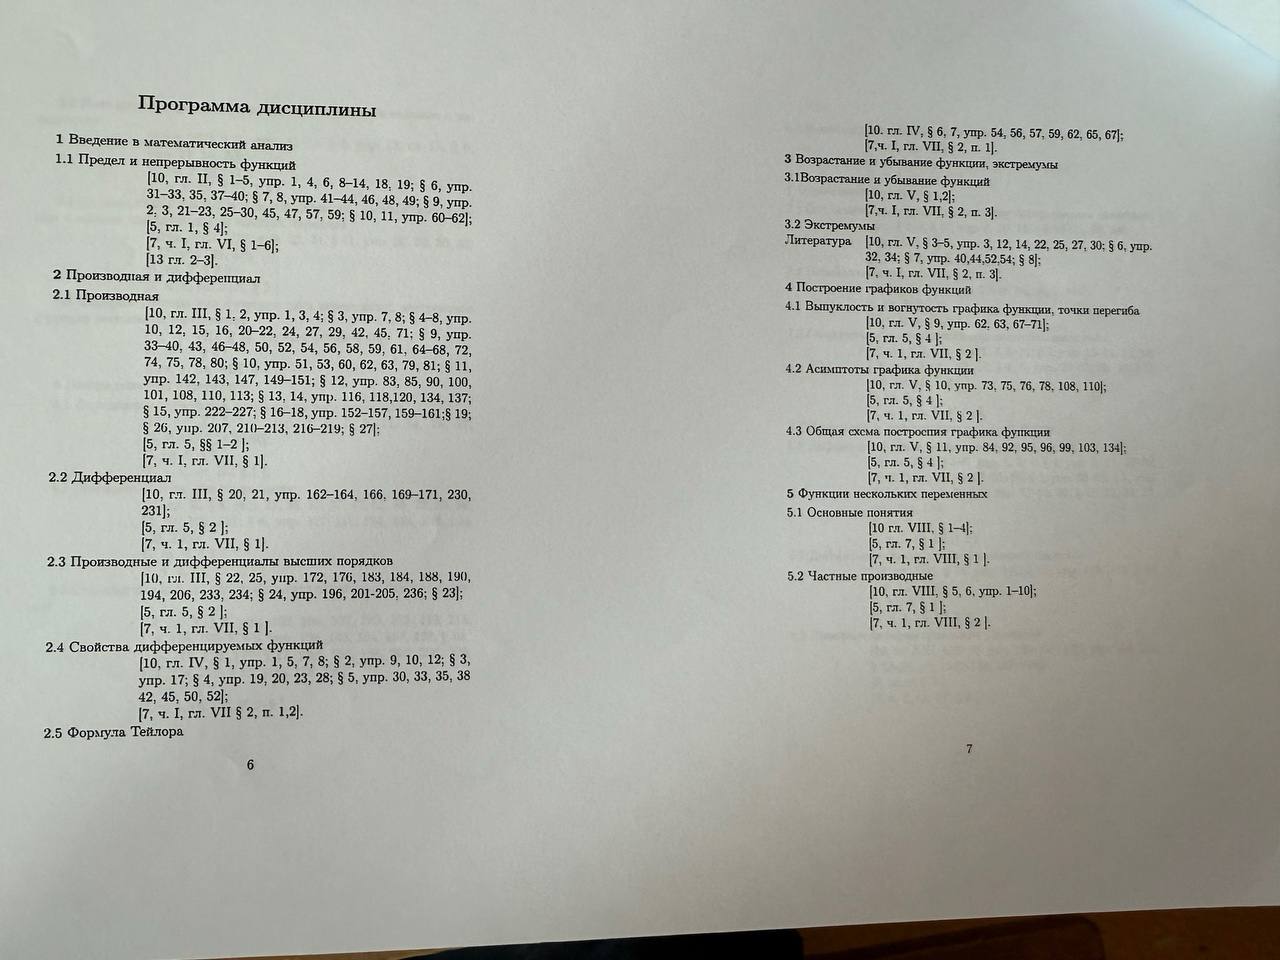 Программа дисциплины
1 Введение в математический анализ
1.1 Предел и непрерывность функций
[10, гл. II, § 1–5, упр. 1, 4, 6, 8–14, 18, 19; § 6, упр.
31–33, 35, 37–40; § 7, 8, упр. 41–44, 46, 48, 49; § 9, упр.
2, 3, 21–23, 25–30, 45, 47, 57, 59; § 10, 11, упр. 60–62];
[5, гл. 1, § 4];
[7, ч. I, гл. VI, § 1–6];
[13 гл. 2–3].
2 Производная и дифференциал
2.1 Производная
[10, гл. III, § 1, 2, упр. 1, 3, 4; § 3, упр. 7, 8; § 4–8, упр.
10, 12, 15, 16, 20–22, 24, 27, 29, 42, 45, 71; § 9, упр.
33–40, 43, 46–48, 50, 52, 54, 56, 58, 59, 61, 64–68, 72,
74, 75, 78, 80; § 10, упр. 51, 53, 60, 62, 63, 79, 81; § 11,
упр. 142, 143, 147, 149–151; § 12, упр. 83, 85, 90, 100,
101, 108, 110, 113; § 13, 14, упр. 116, 118,120, 134, 137;
§ 15, упр. 222–227; § 16–18, упр. 152–157, 159–161;§ 19;
§ 26, упр. 207, 210–213, 216–219; § 27];
[5, гл. 5, §§ 1–2 ];
[7, ч. I, гл. VII, § 1].
2.2 Дифференциал
[10, гл. III, § 20, 21, упр. 162–164, 166, 169–171, 230,
231];
[5, гл. 5, § 2 ];
[7, ч. 1, гл. VII, § 1].
2.3 Производные и дифференциалы высших порядков
[10, гл. III, § 22, 25, упр. 172, 176, 183, 184, 188, 190,
194, 206, 233, 234; § 24, упр. 196, 201-205, 236; § 23];
[5, гл. 5, § 2 ];
[7, ч. 1, гл. VII, § 1 ].
2.4 Свойства дифференцируемых функций
[10, гл. IV, § 1, упр. 1, 5, 7, 8; § 2, упр. 9, 10, 12; § 3,
упр. 17; § 4, упр. 19, 20, 23, 28; § 5, упр. 30, 33, 35, 38
42, 45, 50, 52];
[7, ч. I, гл. VII § 2, п. 1,2].
2.5 Формула Тейлора
6
[10. гл. IV, § 6, 7, упр. 54, 56, 57, 59, 62, 65, 67];
[7,ч. I, гл. VII, § 2, п. 1].
3 Возрастание и убывание функции, экстремумы
3.1Возрастание и убывание функций
[10, гл. V, § 1,2];
[7,ч. I, гл. VII, § 2, п. 3].
3.2 Экстремумы
Литература [10, гл. V, § 3–5, упр. 3, 12, 14, 22, 25, 27, 30; § 6, упр.
32, 34; § 7, упр. 40,44,52,54; § 8];
[7, ч. I, гл. VII, § 2, п. 3].
4 Построение графиков функций
4.1 Выпуклость и вогнутость графика функции, точки перегиба
[10, гл. V, § 9, упр. 62, 63, 67–71];
[5, гл. 5, § 4 ];
[7, ч. 1, гл. VII, § 2 ].
4.2 Асимптоты графика функции
[10, гл. V, § 10, упр. 73, 75, 76, 78, 108, 110];
[5, гл. 5, § 4 ];
[7, ч. 1, гл. VII, § 2 ].
4.3 Общая схема построения графика функции
[10, гл. V, § 11, упр. 84, 92, 95, 96, 99, 103, 134];
[5, гл. 5, § 4 ];
[7, ч. 1, гл. VII, § 2 ].
5 Функции нескольких переменных
5.1 Основные понятия
[10 гл. VIII, § 1–4];
[5, гл. 7, § 1 ];
[7, ч. 1, гл. VIII, § 1 ].
5.2 Частные производные
[10, гл. VIII, § 5, 6, упр. 1–10];
[5, гл. 7, § 1 ];
[7, ч. 1, гл. VIII, § 2 ].
7